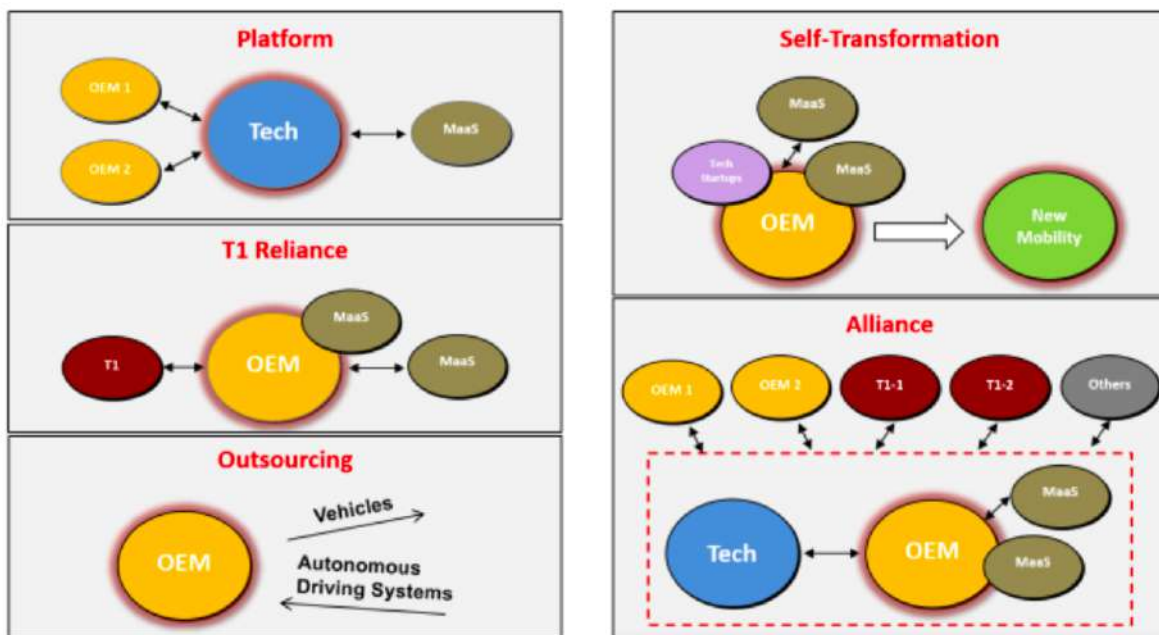 Platform
OEM 1
OEM 2
Tech
MaaS
T1 Reliance
T1
OEM
MaaS
MaaS
Outsourcing
OEM
Vehicles
Autonomous
Driving Systems
Self-Transformation
MaaS
Tech
Startups
MaaS
OEM
New
Mobility
Alliance
OEM 1
OEM 2
T1-1
T1-2
Others
Tech
OEM
MaaS
MaaS